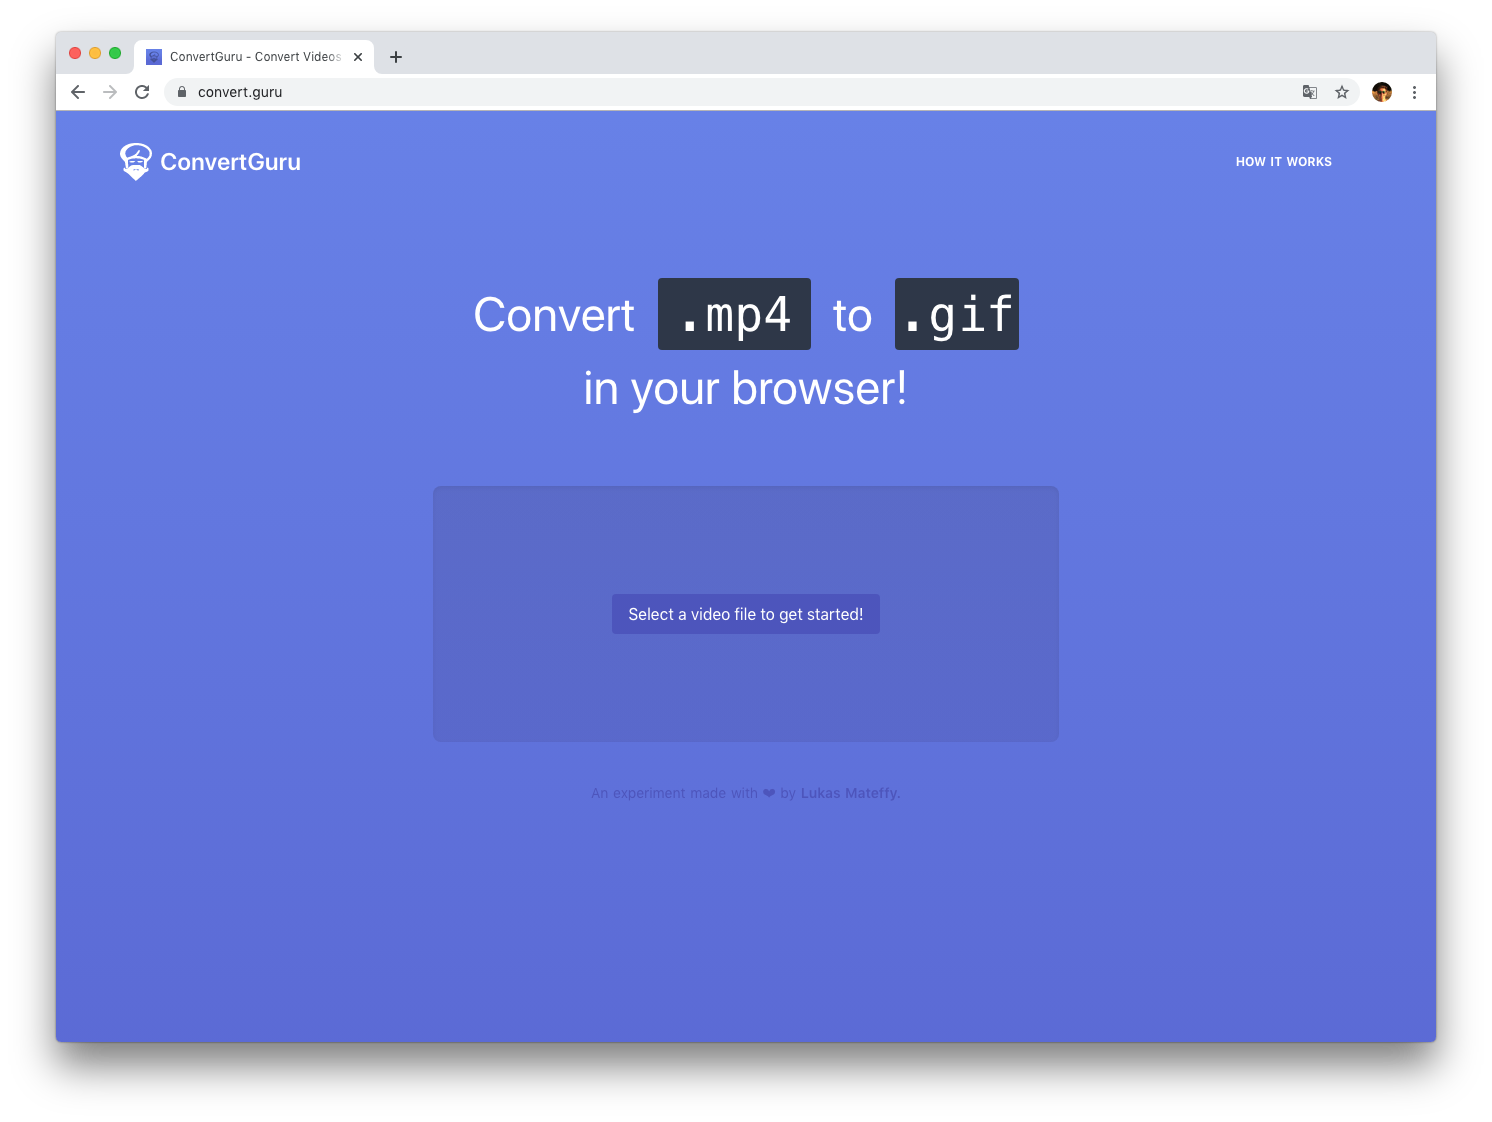 ConvertGuru - Convert Videos
convert.guru
ConvertGuru
HOW IT WORKS
Convert .mp4 to .gif
in your browser!
Select a video file to get started!
An experiment made with ❤ by Lukas Mateffy.